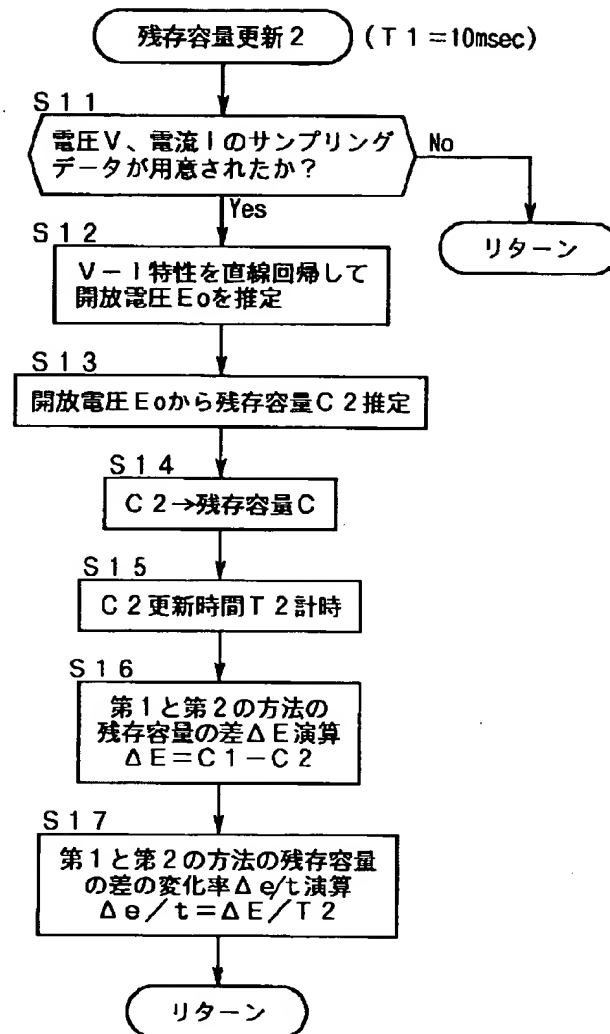 残存容量更新2 (T1=10msec)
S11
電圧V、電流Iのサンプリング
データが用意されたか?
No
Yes
リターン
S12
V-I特性を直線回帰して
開放電圧Eoを推定
S13
開放電圧Eoから残存容量C2推定
S14
C2→残存容量C
S15
C2更新時間T2計時
S16
第1と第2の方法の
残存容量の差ΔE演算
ΔE=C1-C2
S17
第1と第2の方法の残存容量
の差の変化率Δe/t演算
Δe/t=ΔE/T2
リターン